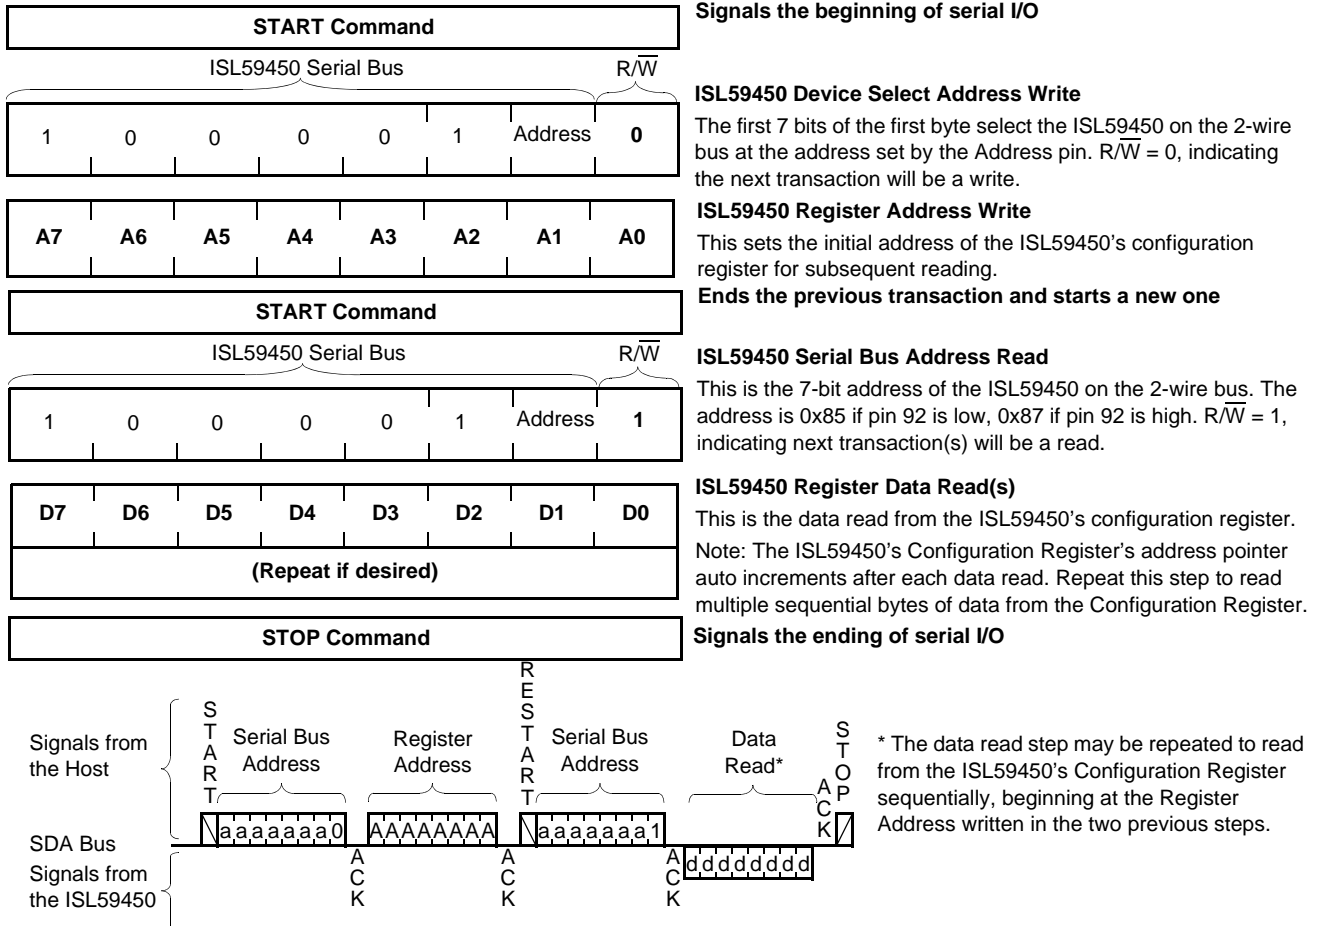 START Command
Signals the beginning of serial I/O
ISL59450 Serial Bus
R/W
1 0 0 0 0 1 Address 0
ISL59450 Device Select Address Write
The first 7 bits of the first byte select the ISL59450 on the 2-wire
bus at the address set by the Address pin. R/W = 0, indicating
the next transaction will be a write.
A7 A6 A5 A4 A3 A2 A1 A0
ISL59450 Register Address Write
This sets the initial address of the ISL59450's configuration
register for subsequent reading.
START Command
Ends the previous transaction and starts a new one
ISL59450 Serial Bus
R/W
1 0 0 0 0 1 Address 1
ISL59450 Serial Bus Address Read
This is the 7-bit address of the ISL59450 on the 2-wire bus. The
address is 0x85 if pin 92 is low, 0x87 if pin 92 is high. R/W = 1,
indicating next transaction(s) will be a read.
D7 D6 D5 D4 D3 D2 D1 D0
(Repeat if desired)
ISL59450 Register Data Read(s)
This is the data read from the ISL59450's configuration register.
Note: The ISL59450's Configuration Register's address pointer
auto increments after each data read. Repeat this step to read
multiple sequential bytes of data from the Configuration Register.
STOP Command
Signals the ending of serial I/O
Signals from
the Host
START
Serial Bus
Address
Register
Address
RESTART
Serial Bus
Address
Data
Read*
ACK
STOP
* The data read step may be repeated to read
from the ISL59450's Configuration Register
sequentially, beginning at the Register
Address written in the two previous steps.
SDA Bus
aaaaaaa0
AAAAAAAA
aaaaaaa1
Signals from
the ISL59450
ACK
ACK
ACK
dddddddd